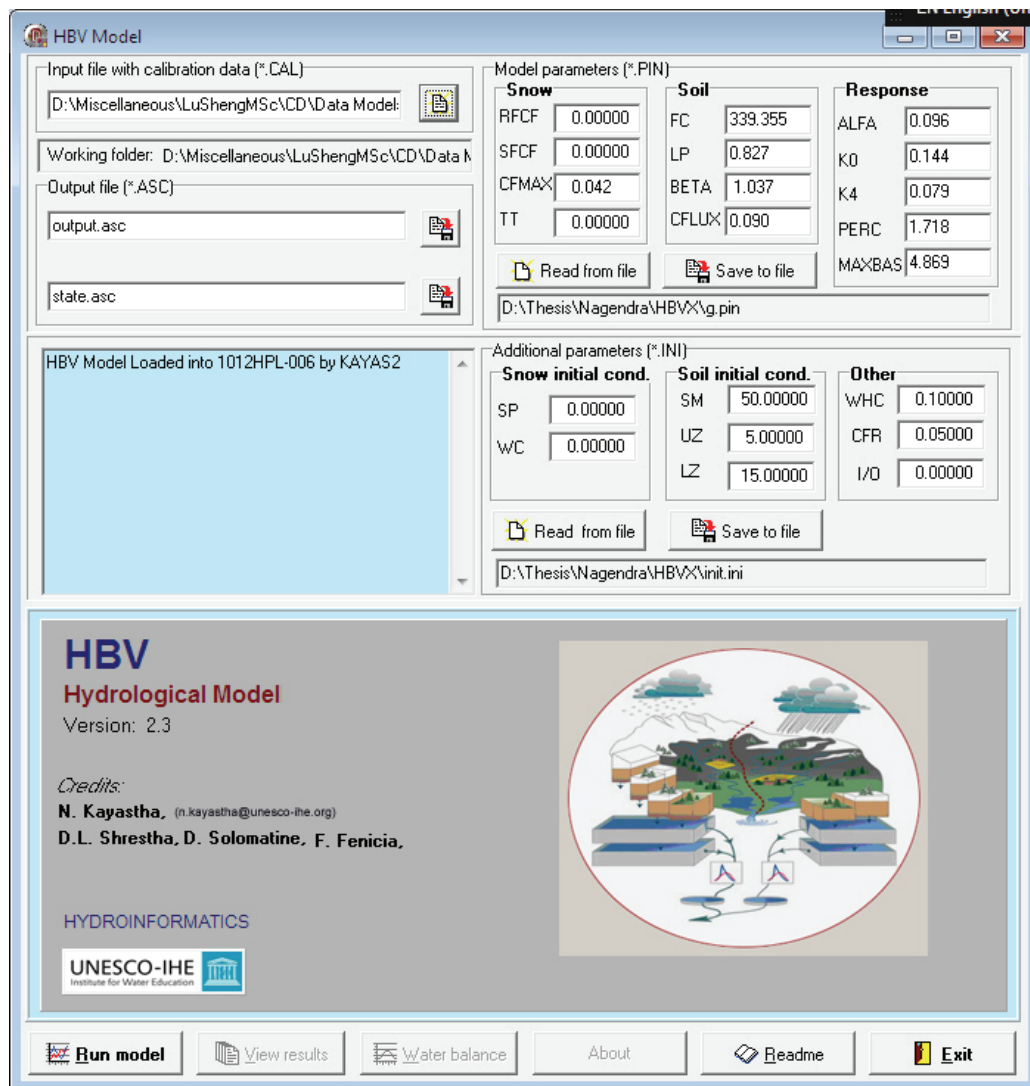 EN English (Un
HBV Model
Input file with calibration data (*.CAL)
D:\Miscellaneous\LuShengMSc\CD\Data Model:
Working folder: D:\Miscellaneous\LuShengMSc\CD\Data M
Output file (*.ASC)
output.asc
state.asc
Model parameters (*.PIN)
Snow
RFCF 0.00000
SFCF 0.00000
CFMAX 0.042
TT 0.00000
Soil
FC 339.355
LP 0.827
BETA 1.037
CFLUX 0.090
Response
ALFA 0.096
K0 0.144
K4 0.079
PERC 1.718
MAXBAS 4.869
Read from file
Save to file
D:\Thesis\Nagendra\HBVX\g.pin
HBV Model Loaded into 1012HPL-006 by KAYAS2
Additional parameters (*.INI)
Snow initial cond.
SP 0.00000
WC 0.00000
Soil initial cond.
SM 50.00000
UZ 5.00000
LZ 15.00000
Other
WHC 0.10000
CFR 0.05000
I/O 0.00000
Read from file
Save to file
D:\Thesis\Nagendra\HBVX\init.ini
HBV
Hydrological Model
Version: 2.3
Credits:
N. Kayastha, (n.kayastha@unesco-ihe.org)
D.L. Shrestha, D. Solomatine, F. Fenicia,
HYDROINFORMATICS
UNESCO-IHE
Institute for Water Education
Run model
View results
Water balance
About
Readme
Exit